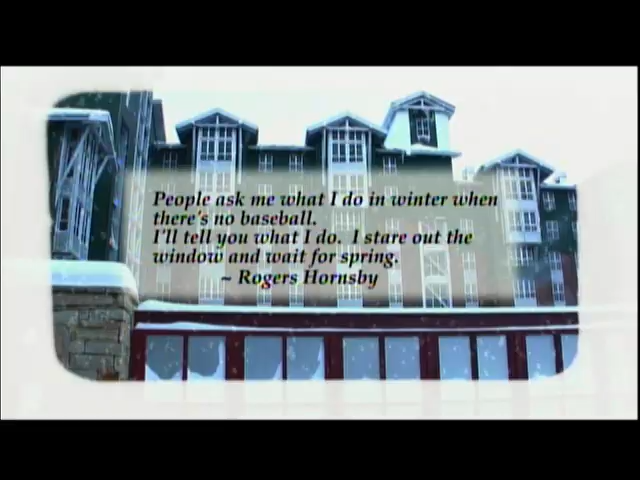 People ask me what I do in winter when
there's no baseball.
I'll tell you what I do. I stare out the
window and wait for spring.
~ Rogers Hornsby